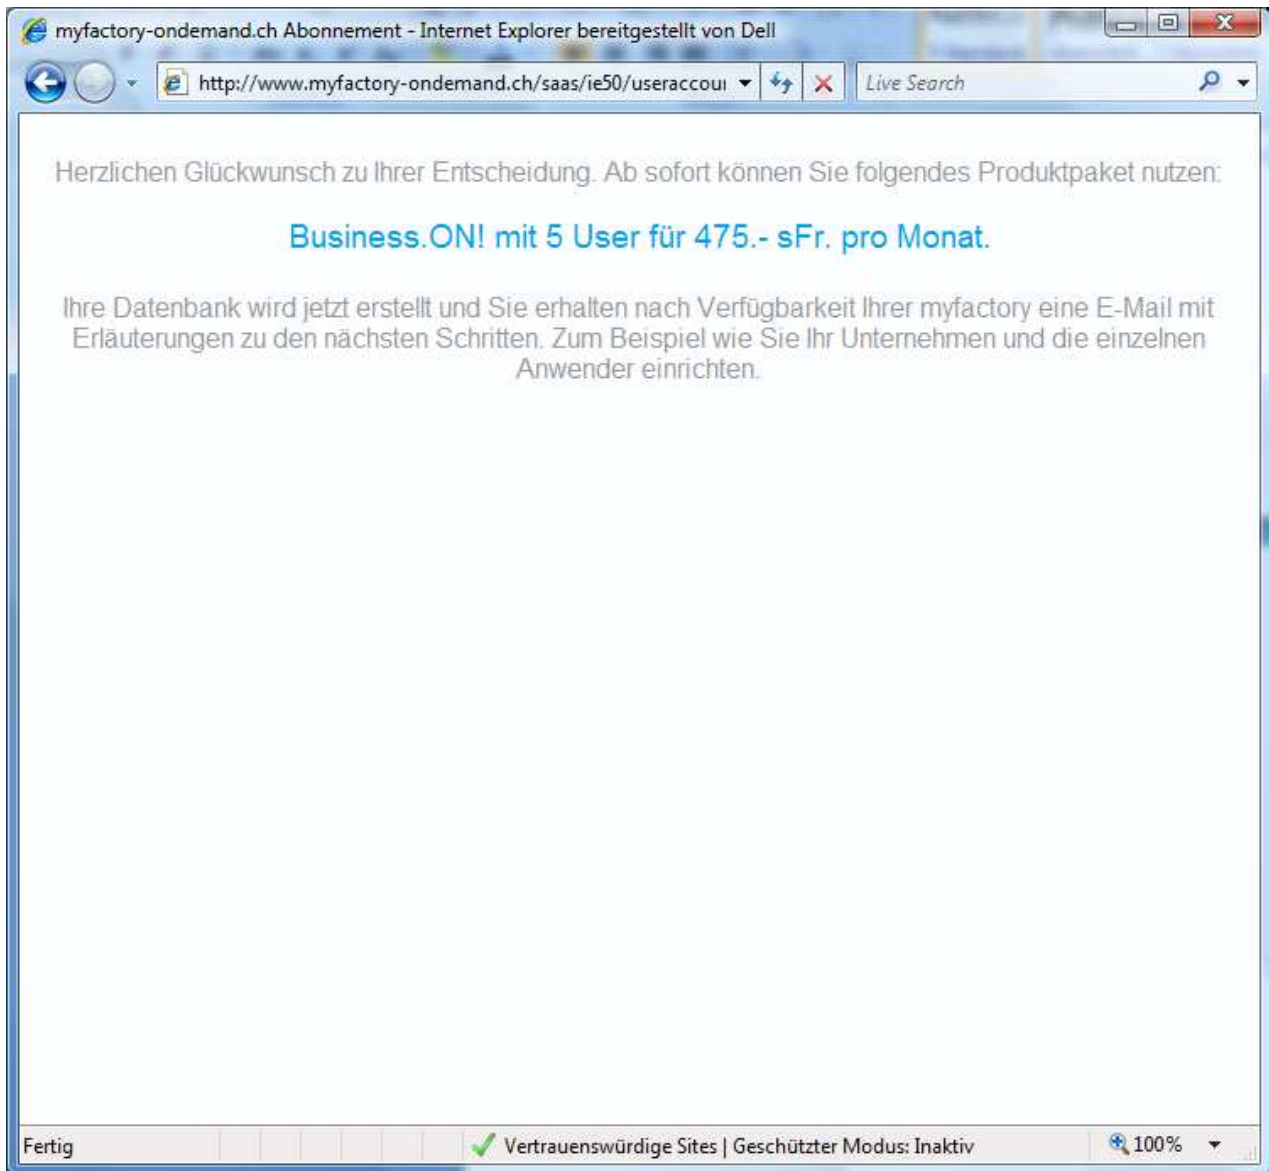 myfactory-ondemand.ch Abonnement - Internet Explorer bereitgestellt von Dell
http://www.myfactory-ondemand.ch/saas/ie50/useraccour
Live Search
Herzlichen Glückwunsch zu Ihrer Entscheidung. Ab sofort können Sie folgendes Produktpaket nutzen:
Business.ON! mit 5 User für 475.- sFr. pro Monat.
Ihre Datenbank wird jetzt erstellt und Sie erhalten nach Verfügbarkeit Ihrer myfactory eine E-Mail mit
Erläuterungen zu den nächsten Schritten. Zum Beispiel wie Sie Ihr Unternehmen und die einzelnen
Anwender einrichten.
Fertig
Vertrauenswürdige Sites | Geschützter Modus: Inaktiv
100%